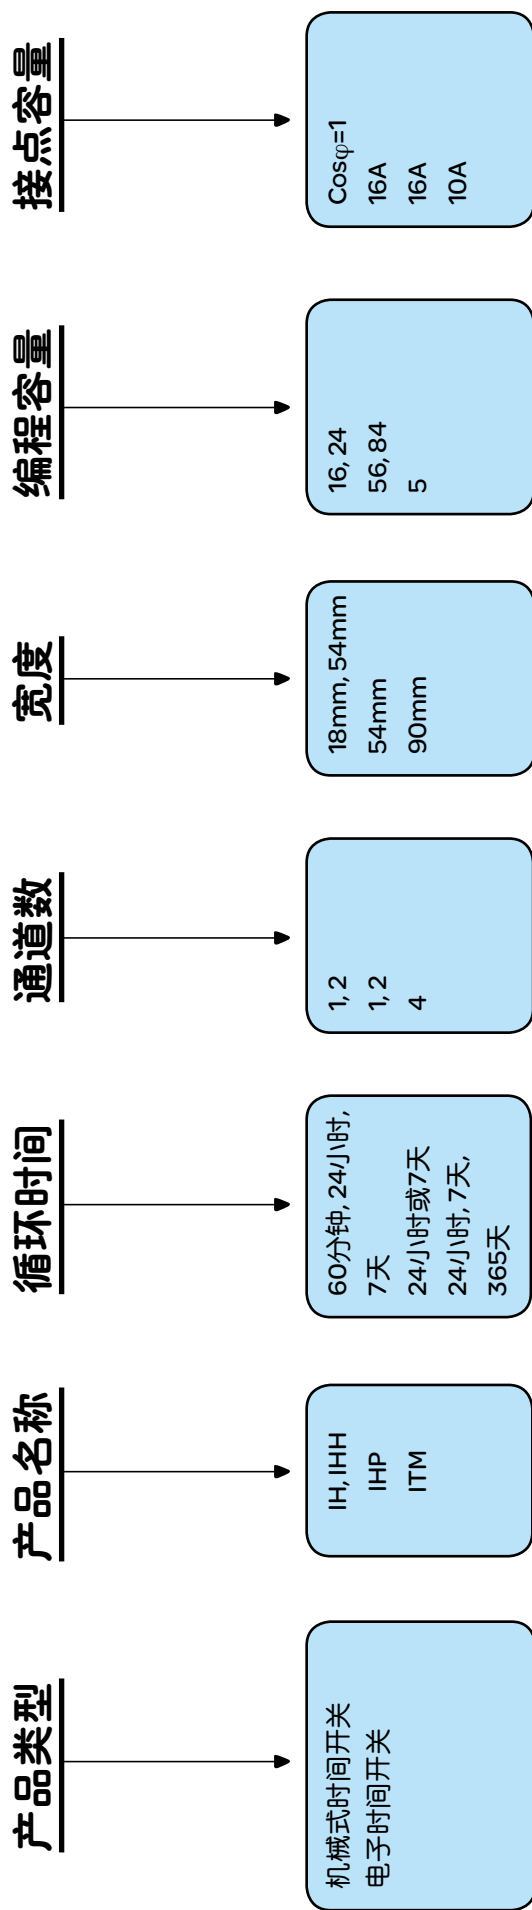 产品类型
机械式时间开关
电子时间开关
产品名称
IH, IHH
IHP
ITM
循环时间
60分钟, 24小时,
7天
24小时或7天
24小时, 7天,
365天
通道数
1, 2
1, 2
4
宽度
18mm, 54mm
54mm
90mm
编程容量
16, 24
56, 84
5
接点容量
Cosφ=1
16A
16A
10A